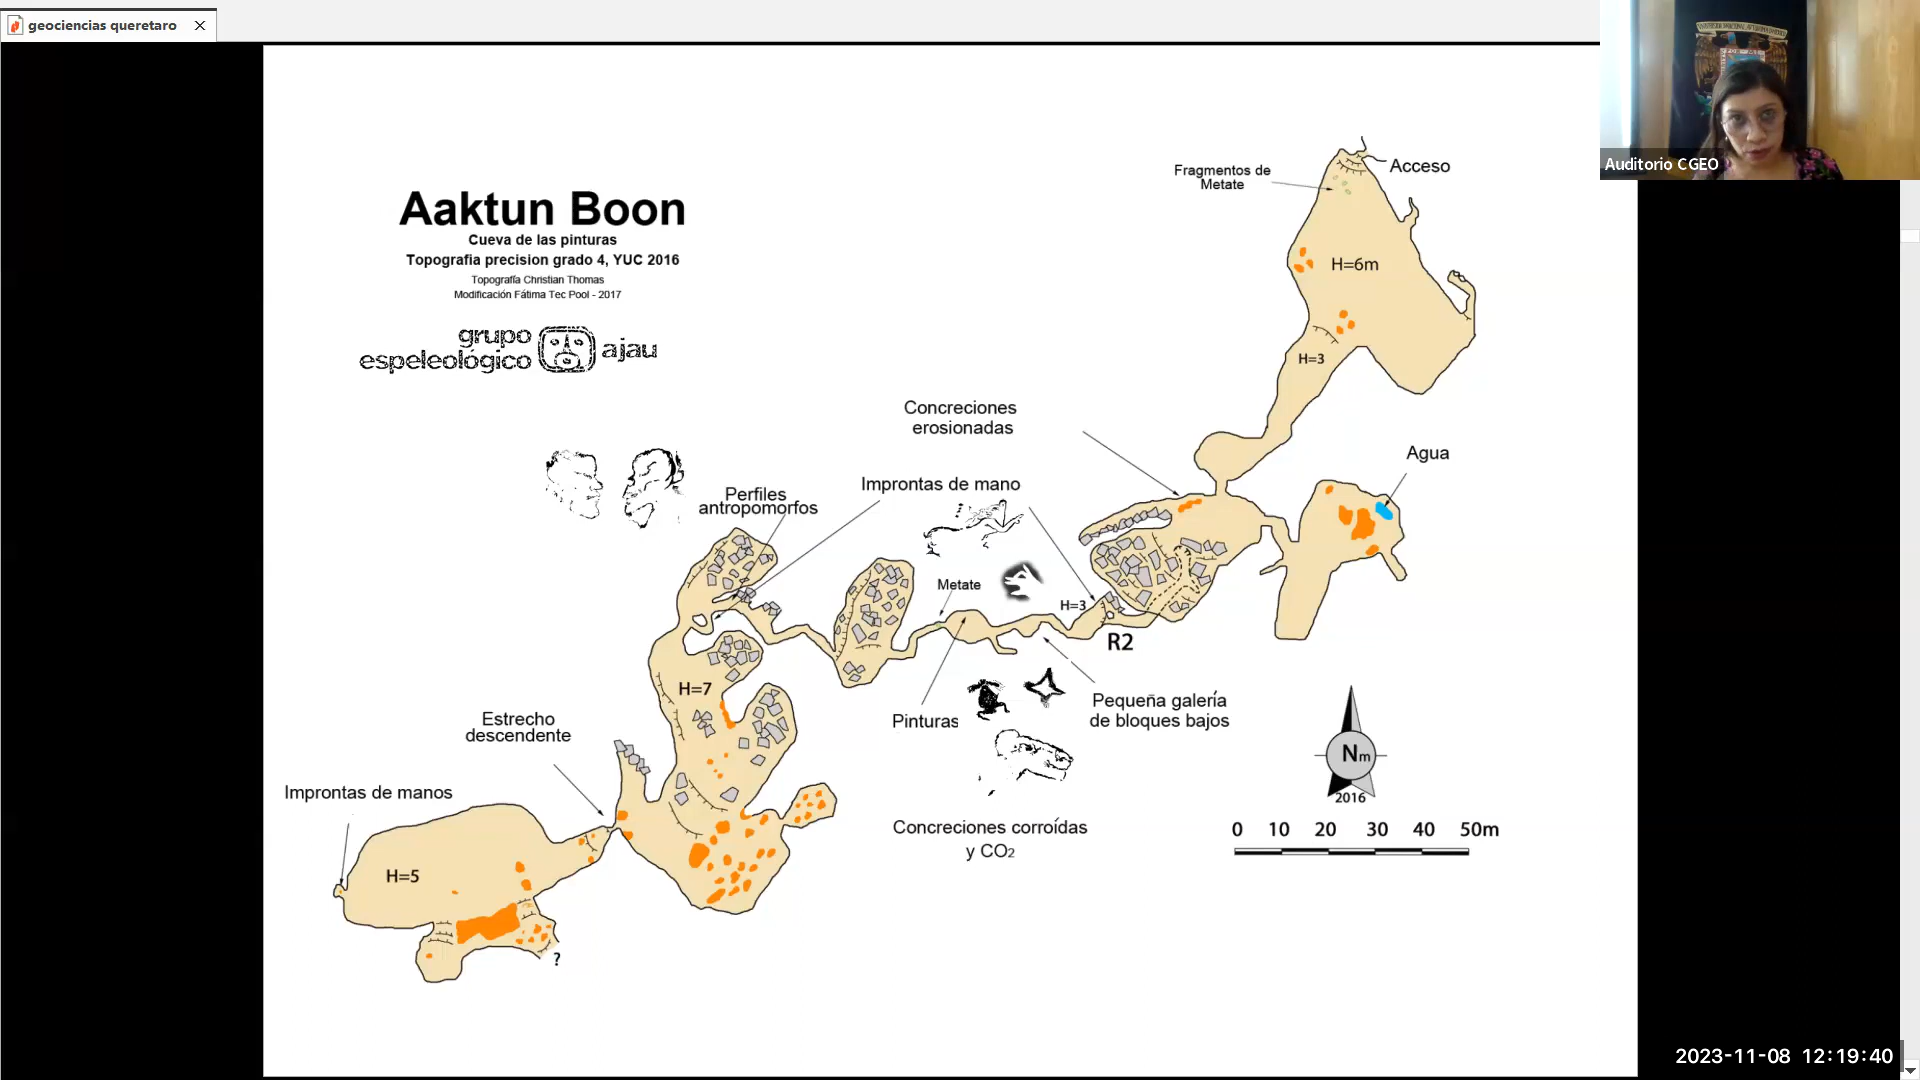 geociencias queretaro
Auditorio CGEO
Aaktun Boon
Cueva de las pinturas
Topografia precision grado 4, YUC 2016
Topografía Christian Thomas
Modificación Fátima Tec Pool - 2017
grupo
espeleológico
ajau
Fragmentos de
Metate
Acceso
H=6m
H=3
Concreciones
erosionadas
Agua
Improntas de mano
Perfiles
antropomorfos
Metate
H=3
R2
H=7
Pinturas
Pequeña galería
de bloques bajos
Estrecho
descendente
Improntas de manos
Nm
2016
Concreciones corroídas
y CO2
0 10 20 30 40 50m
H=5
?
2023-11-08 12:19:40